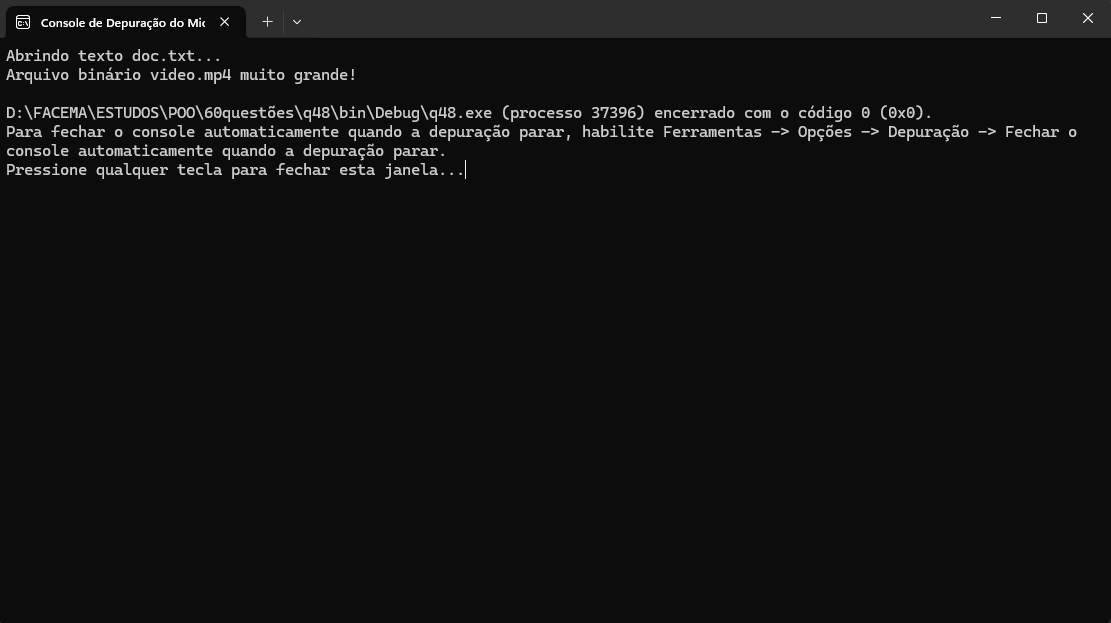 Console de Depuração do Mic
Abrindo texto doc.txt...
Arquivo binário video.mp4 muito grande!
D:\FACEMA\ESTUDOS\POO\60questões\q48\bin\Debug\q48.exe (processo 37396) encerrado com o código 0 (0x0).
Para fechar o console automaticamente quando a depuração parar, habilite Ferramentas -> Opções -> Depuração -> Fechar o
console automaticamente quando a depuração parar.
Pressione qualquer tecla para fechar esta janela...